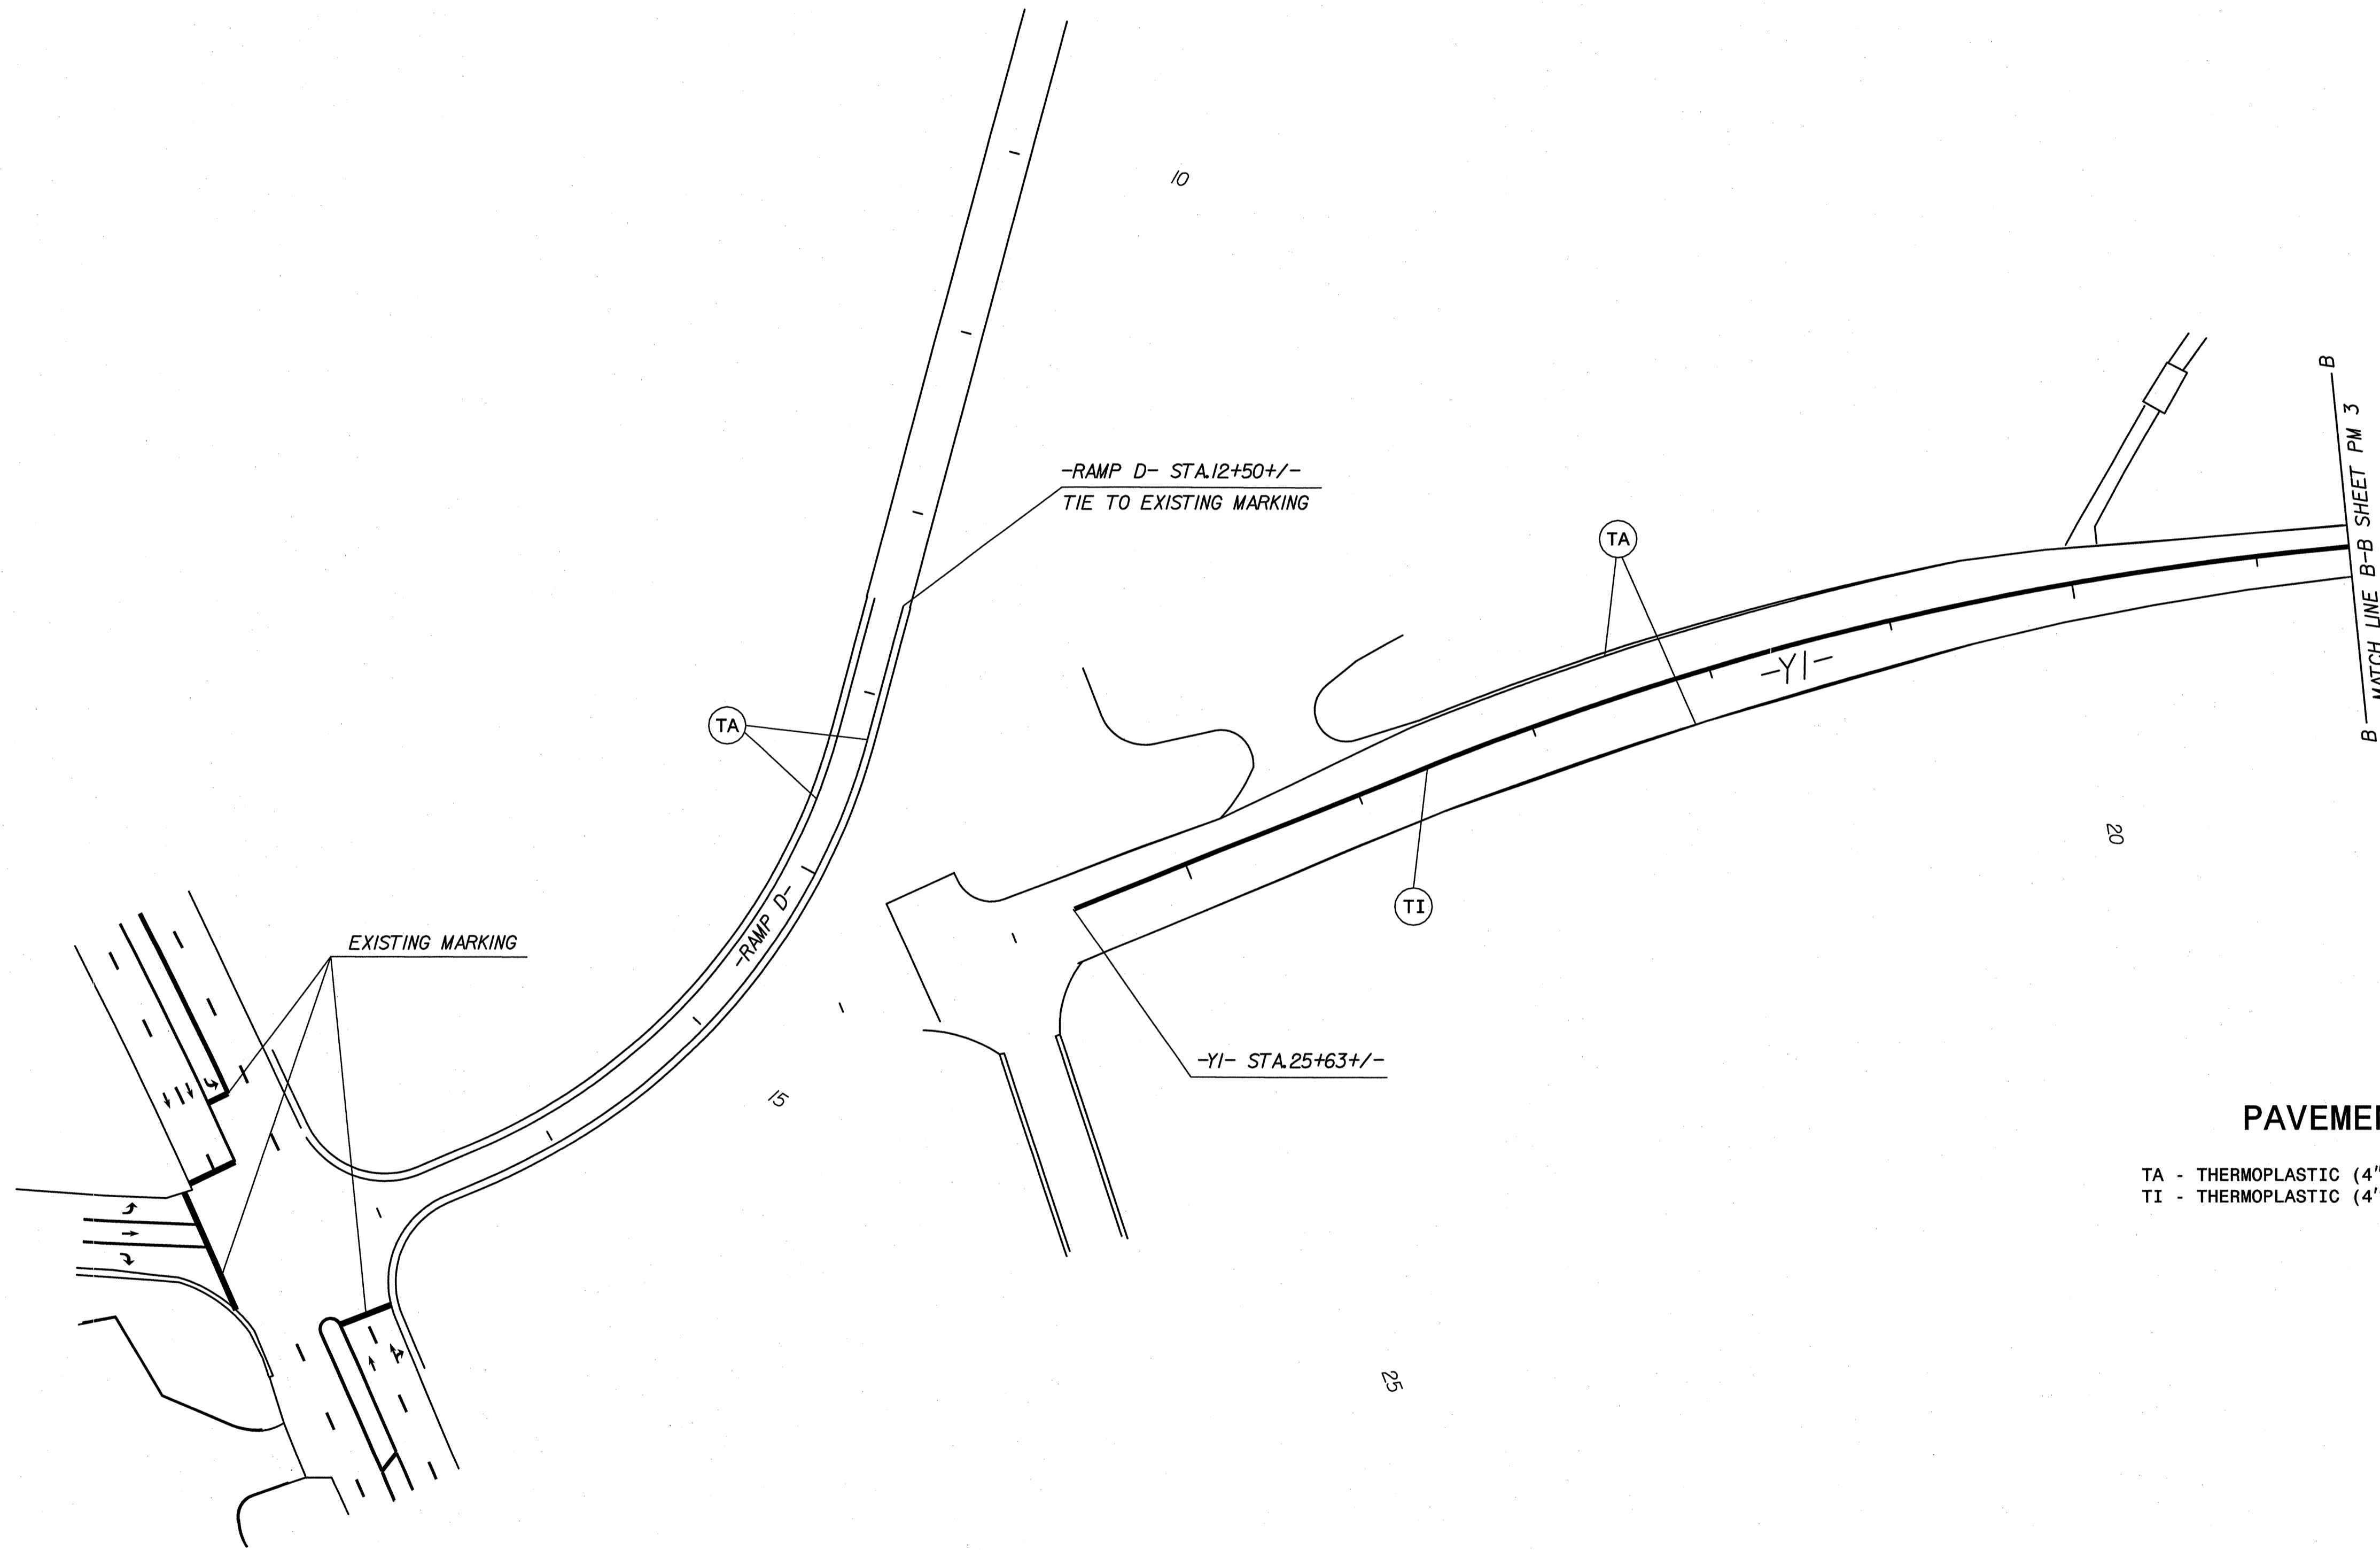 10
-RAMP D- STA.12+50+/-
TIE TO EXISTING MARKING
B
MATCH LINE B-B SHEET PM 3
B
TA
-Y1-
TA
TI
20
-RAMP D-
EXISTING MARKING
-Y1- STA.25+63+/-
15
25
TA - THERMOPLASTIC (4"
TI - THERMOPLASTIC (4"